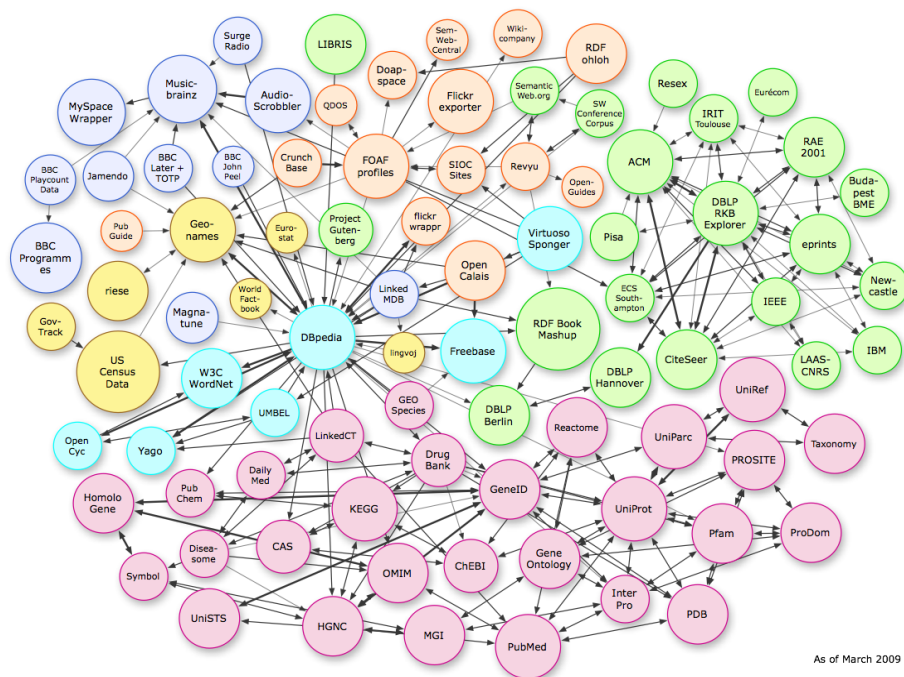 Surge
Radio
LIBRIS
Sem-
Web-
Central
Wiki-
company
RDF
ohloh
Music-
brainz
Doap-
space
Resex
Eurécom
MySpace
Wrapper
Audio-
Scrobbler
QDOS
Flickr
exporter
Semantic
Web.org
SW
Conference
Corpus
IRIT
Toulouse
RAE
2001
ACM
BBC
Playcount
Data
Jamendo
BBC
Later +
TOTP
BBC
John
Peel
Crunch
Base
FOAF
profiles
SIOC
Sites
Revyu
Open-
Guides
DBLP
RKB
Explorer
Buda-
pest
BME
Pub
Guide
Geo-
names
Euro-
stat
Project
Guten-
berg
flickr
wrappr
Virtuoso
Sponger
Pisa
eprints
BBC
Programm
es
riese
World
Fact-
book
Linked
MDB
Open
Calais
ECS
South-
ampton
IEEE
New-
castle
Gov-
Track
Magna-
tune
DBpedia
lingvoj
Freebase
RDF Book
Mashup
CiteSeer
IBM
US
Census
Data
W3C
WordNet
DBLP
Hannover
LAAS-
CNRS
UMBEL
GEO
Species
DBLP
Berlin
UniRef
Open
Cyc
Yago
LinkedCT
Reactome
UniParc
Taxonomy
Drug
Bank
PROSITE
Daily
Med
Pub
Chem
Homolo
Gene
KEGG
GeneID
UniProt
Pfam
ProDom
Disea-
some
CAS
ChEBI
Gene
Ontology
Symbol
OMIM
Inter
Pro
UniSTS
HGNC
MGI
PubMed
PDB
As of March 2009